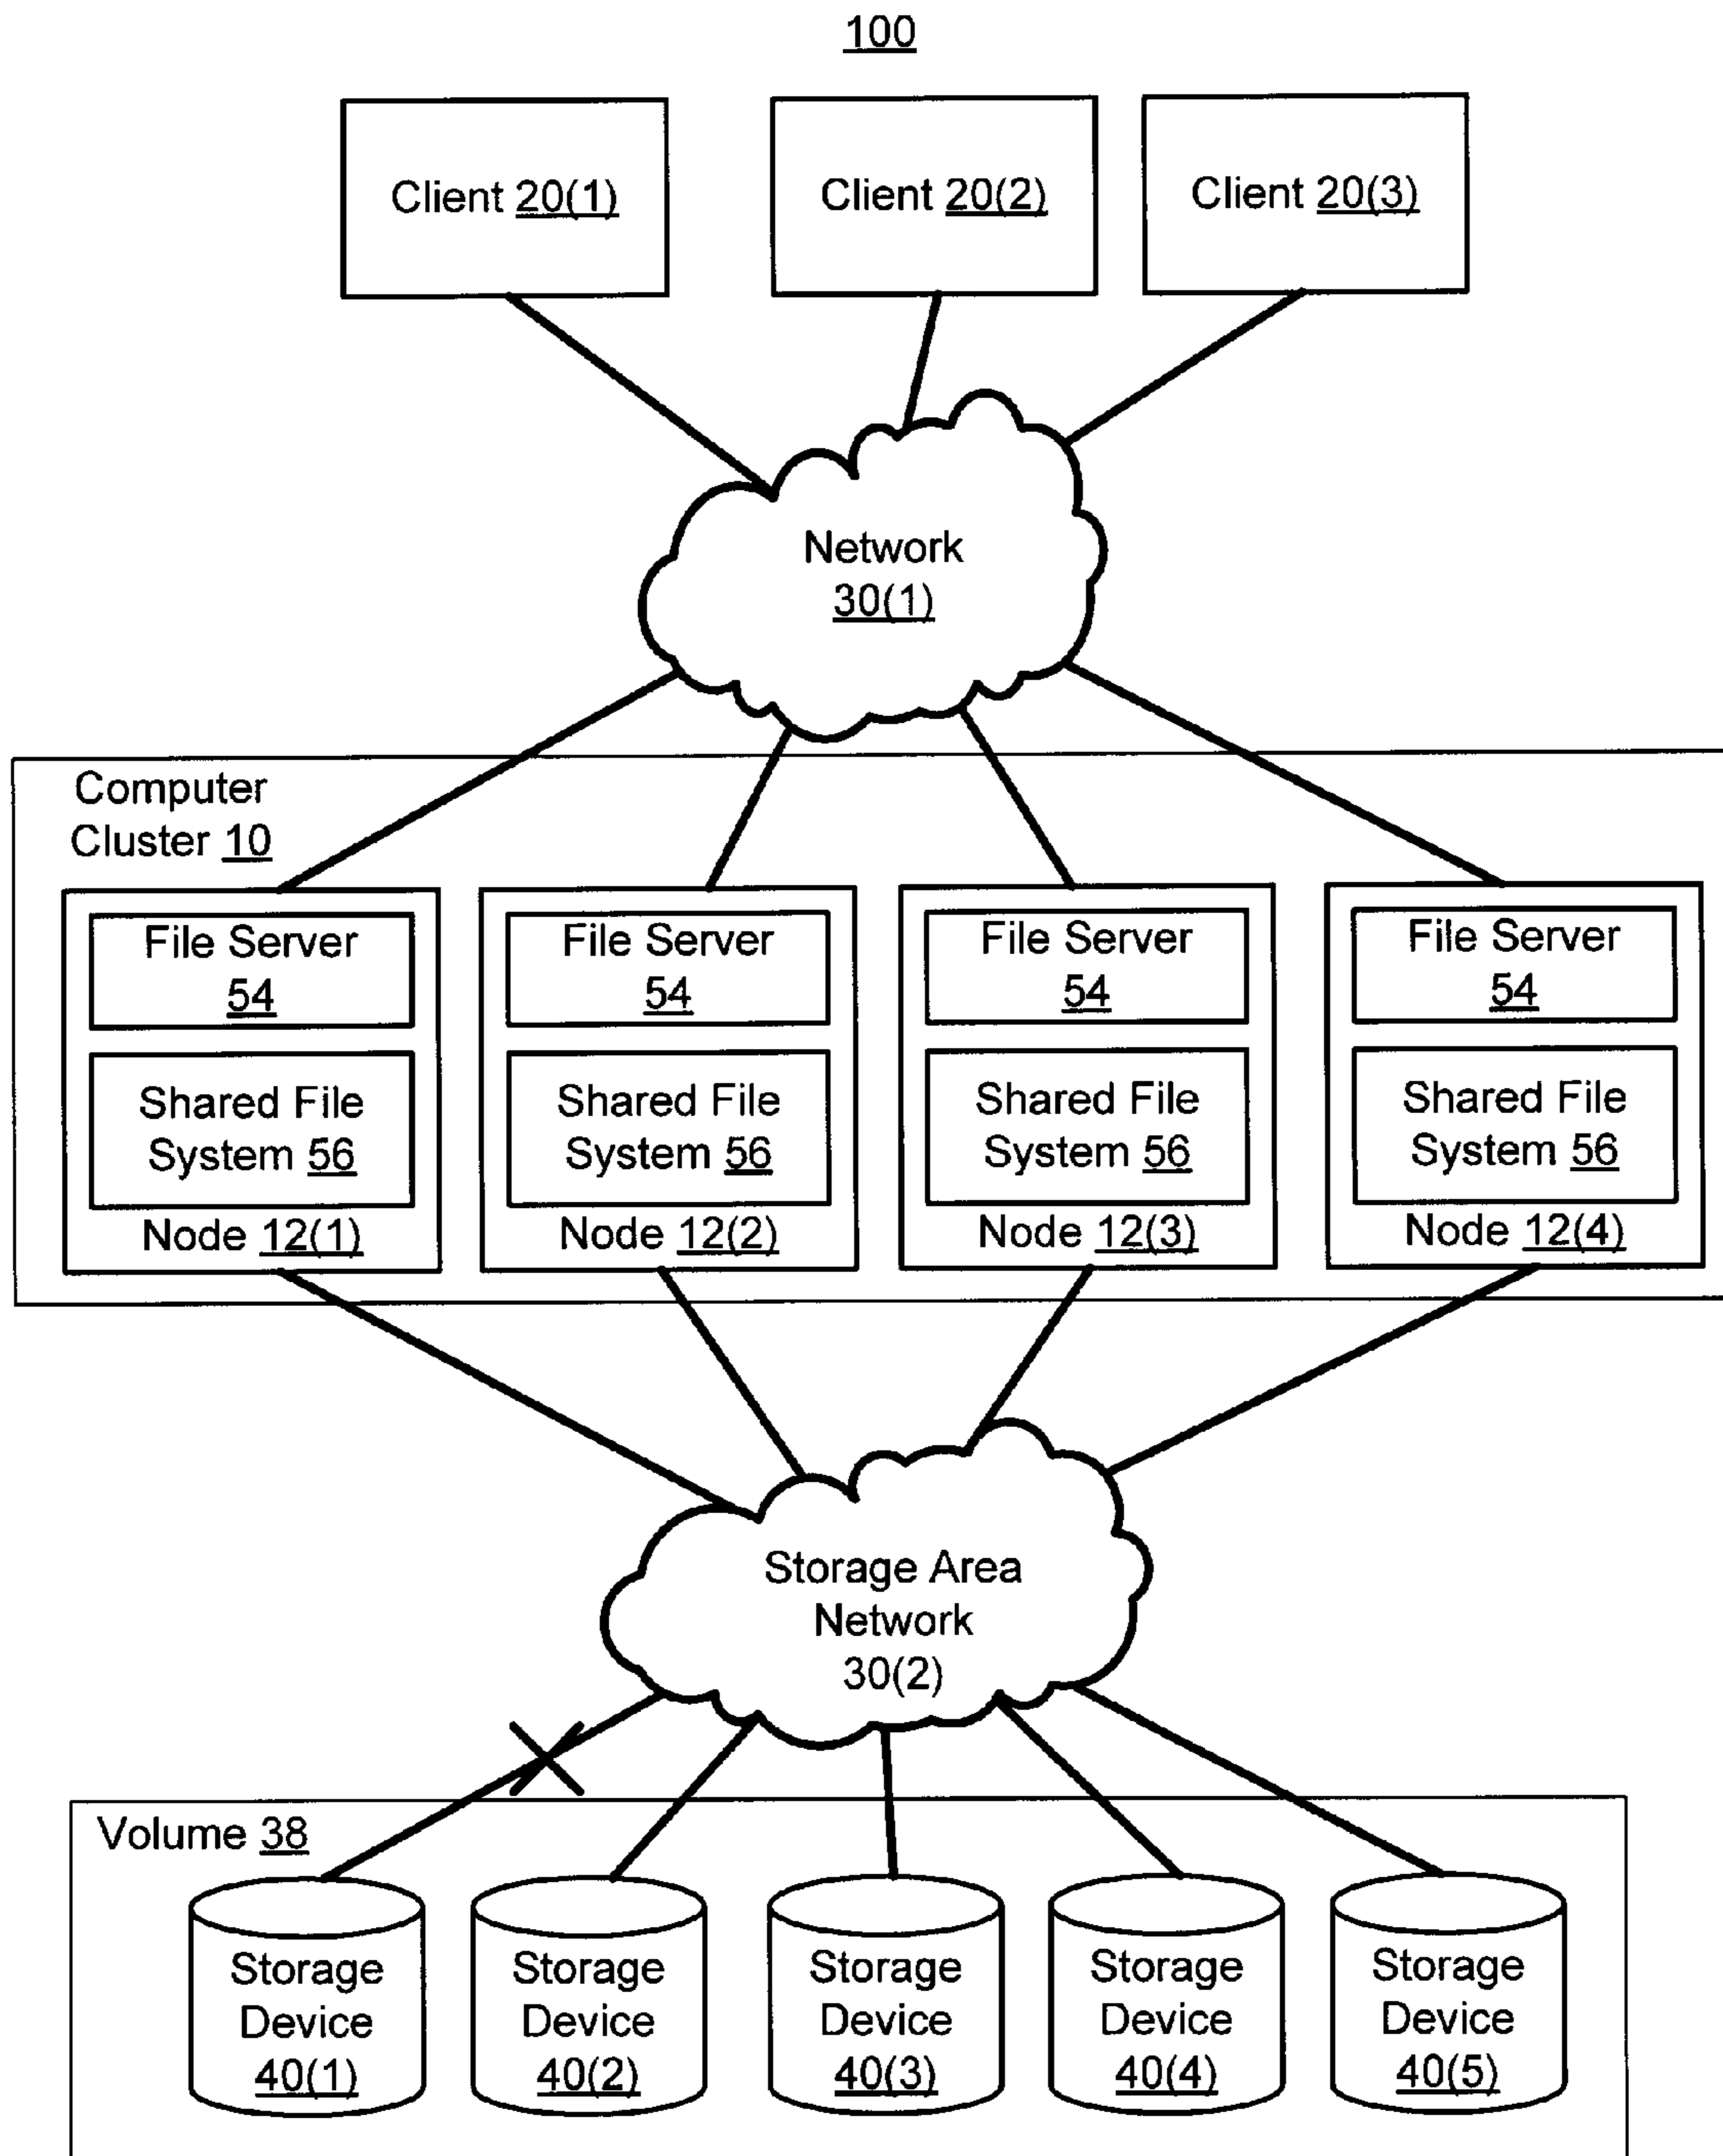 100
Client 20(1)
Client 20(2)
Client 20(3)
Network
30(1)
Computer
Cluster 10
File Server
54
Shared File
System 56
Node 12(1)
File Server
54
Shared File
System 56
Node 12(2)
File Server
54
Shared File
System 56
Node 12(3)
File Server
54
Shared File
System 56
Node 12(4)
Storage Area
Network
30(2)
Volume 38
Storage
Device
40(1)
Storage
Device
40(2)
Storage
Device
40(3)
Storage
Device
40(4)
Storage
Device
40(5)